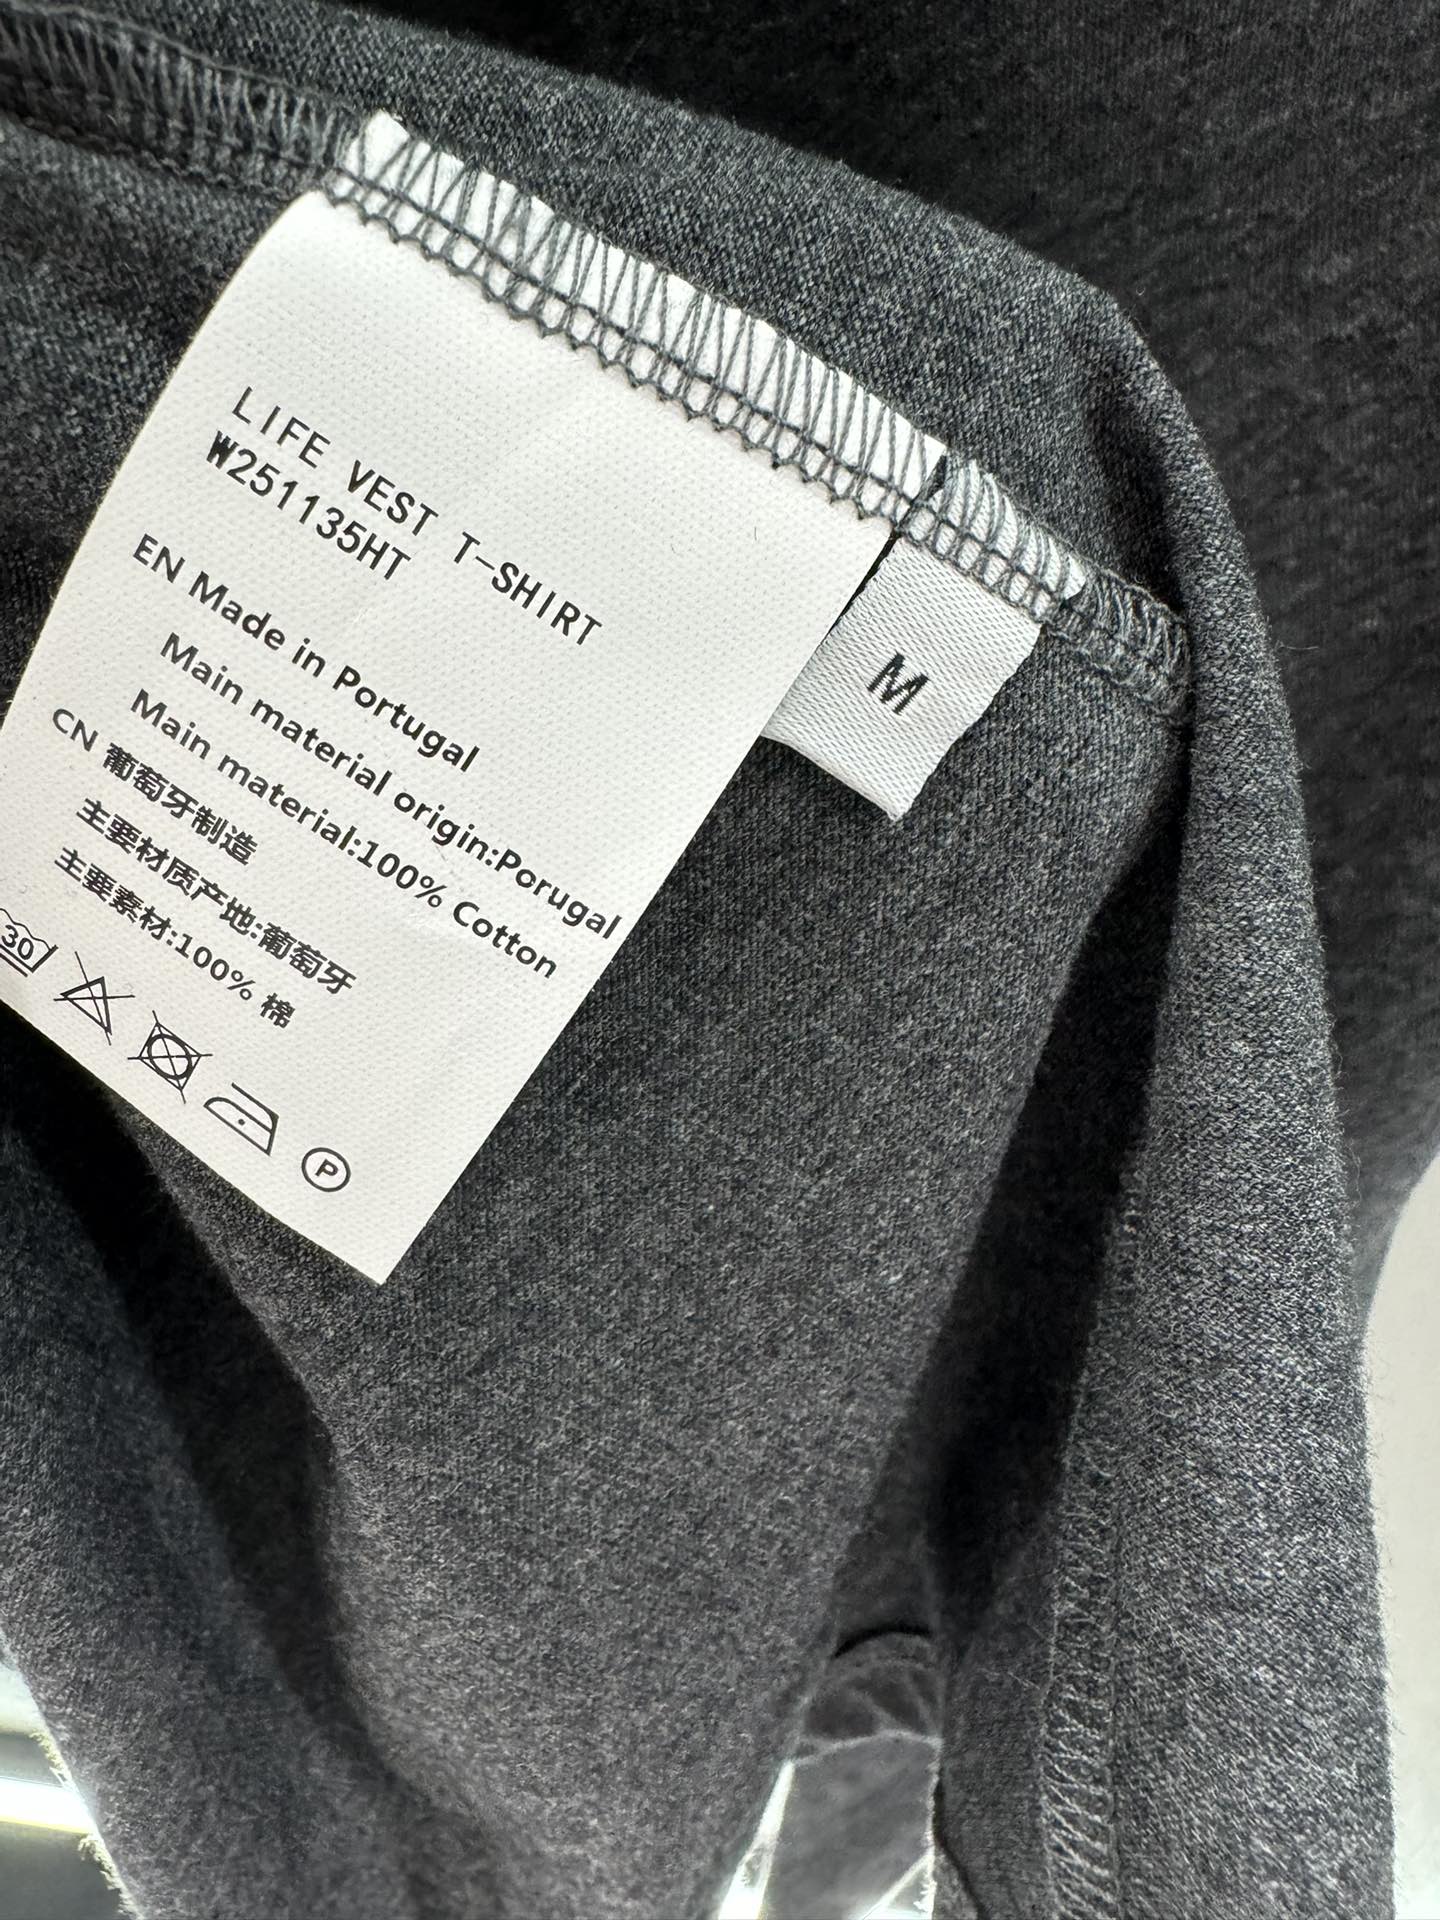 LIFE VEST T-SHIRT
W251135HT
EN Made in Portugal
Main material origin:Porugal
Main material:100% Cotton
CN 葡萄牙制造
主要材质产地:葡萄牙
主要素材:100% 棉
30
P
M